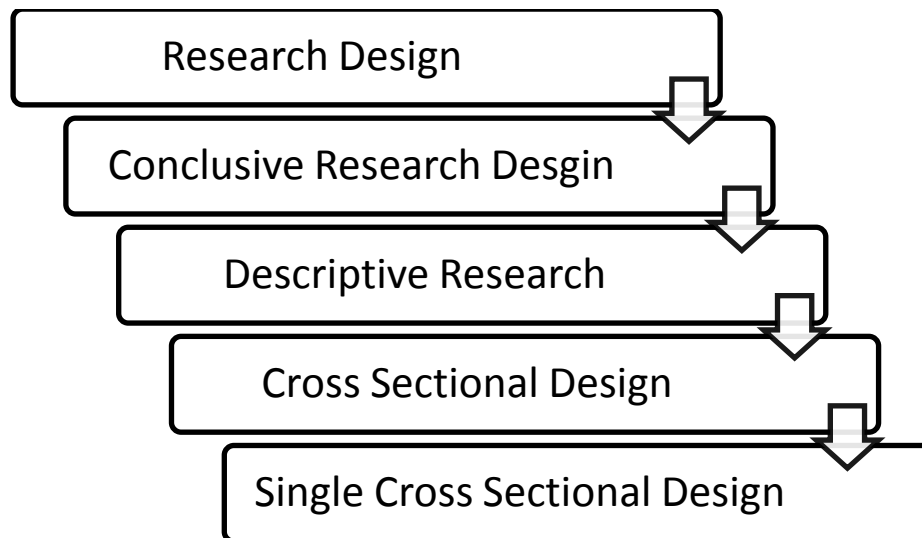 Research Design
Conclusive Research Desgin
Descriptive Research
Cross Sectional Design
Single Cross Sectional Design